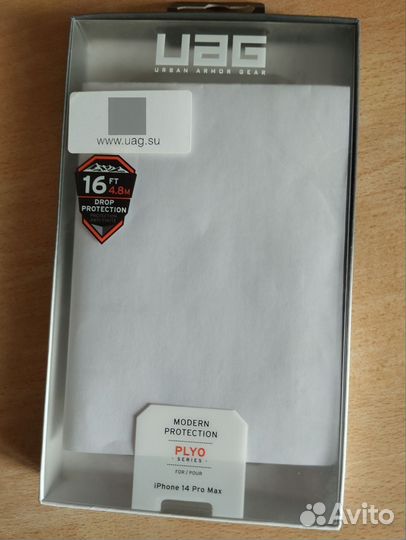 UAG
URBAN ARMOR GEAR
www.uag.su
16 FT
4.8M
DROP
PROTECTION
MODERN
PROTECTION
PLYO
SERIES
FOR / POUR
iPhone 14 Pro Max
Avito